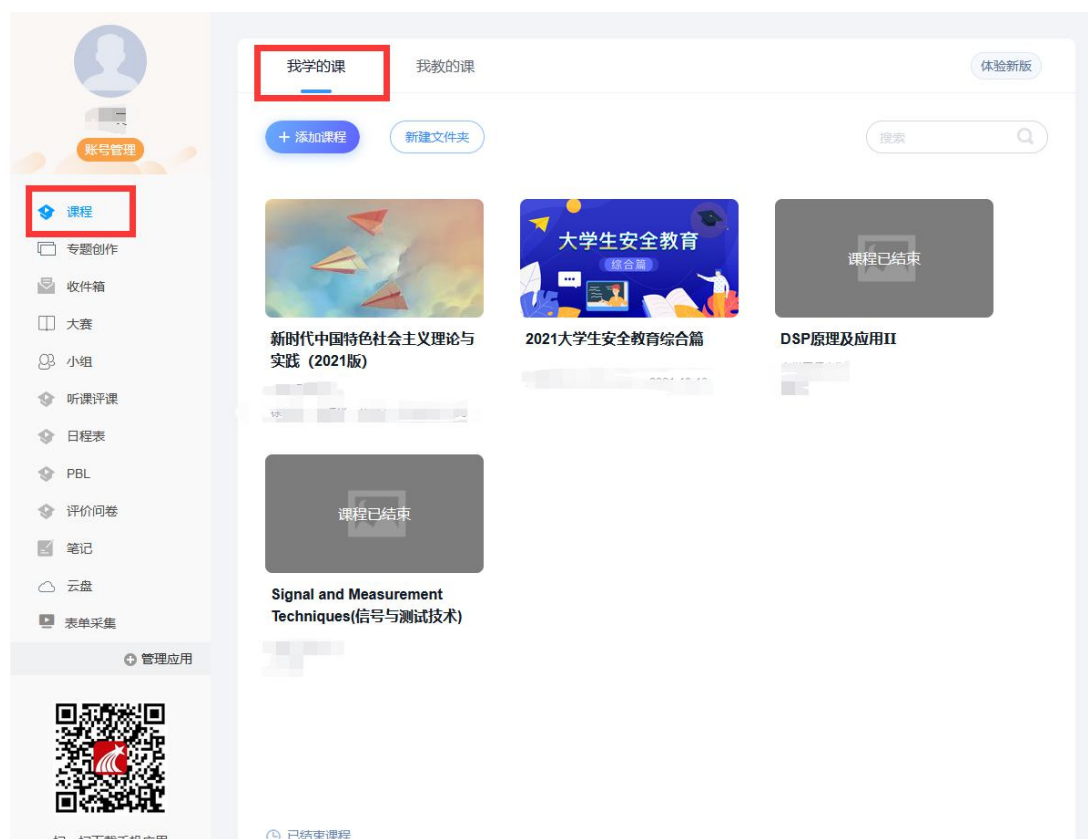 我学的课
我教的课
体验新版
账号管理
+ 添加课程
新建文件夹
搜索
课程
专题创作
收件箱
大赛
小组
听课评课
日程表
PBL
评价问卷
笔记
云盘
表单采集
管理应用
大学生安全教育
综合篇
课程已结束
新时代中国特色社会主义理论与
实践（2021版）
2021大学生安全教育综合篇
DSP原理及应用II
课程已结束
Signal and Measurement
Techniques(信号与测试技术)
已结束课程